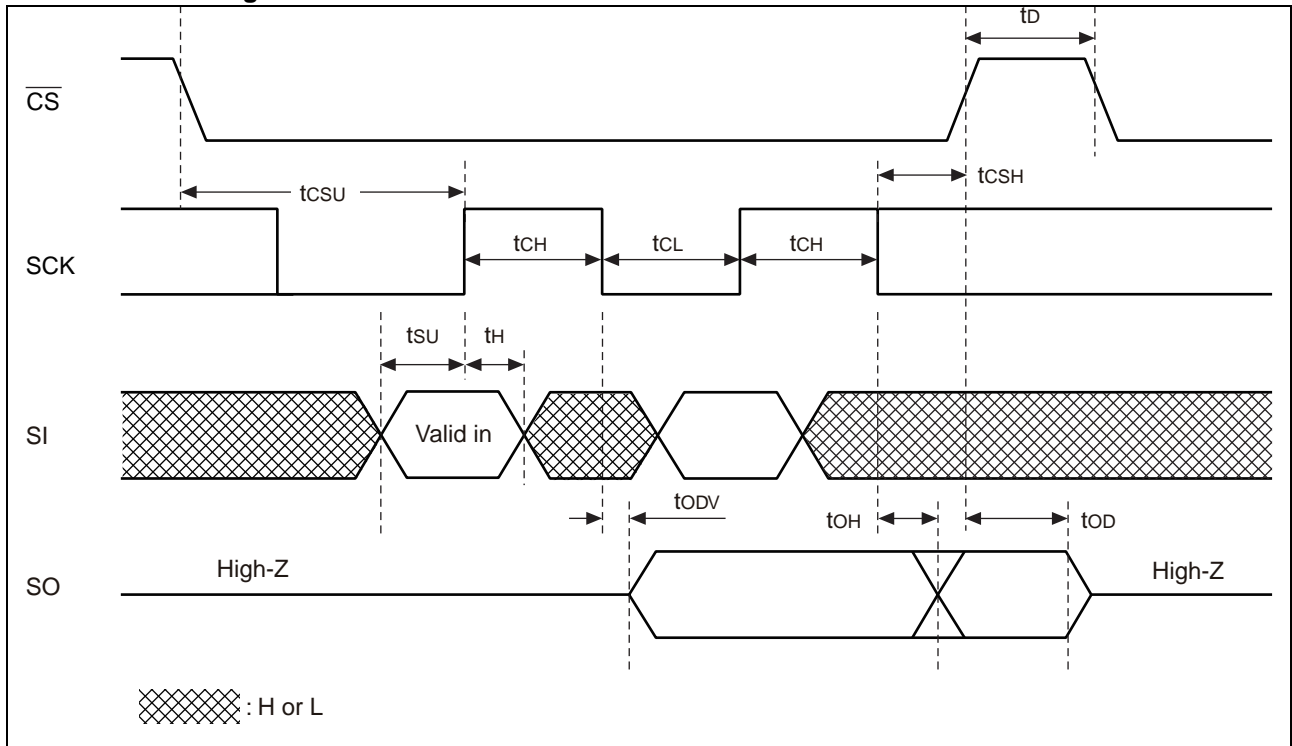 tD
CS
tCSU
tCSH
SCK
tCH
tCL
tCH
tSU
tH
SI
Valid in
tODV
tOH
tOD
SO
High-Z
High-Z
: H or L